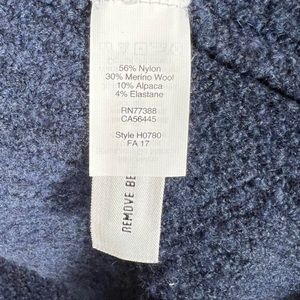 56% Nylon
30% Merino Wool
10% Alpaca
4% Elastane
RN77388
CA56445
Style H0780
FA 17
REMOVE BE